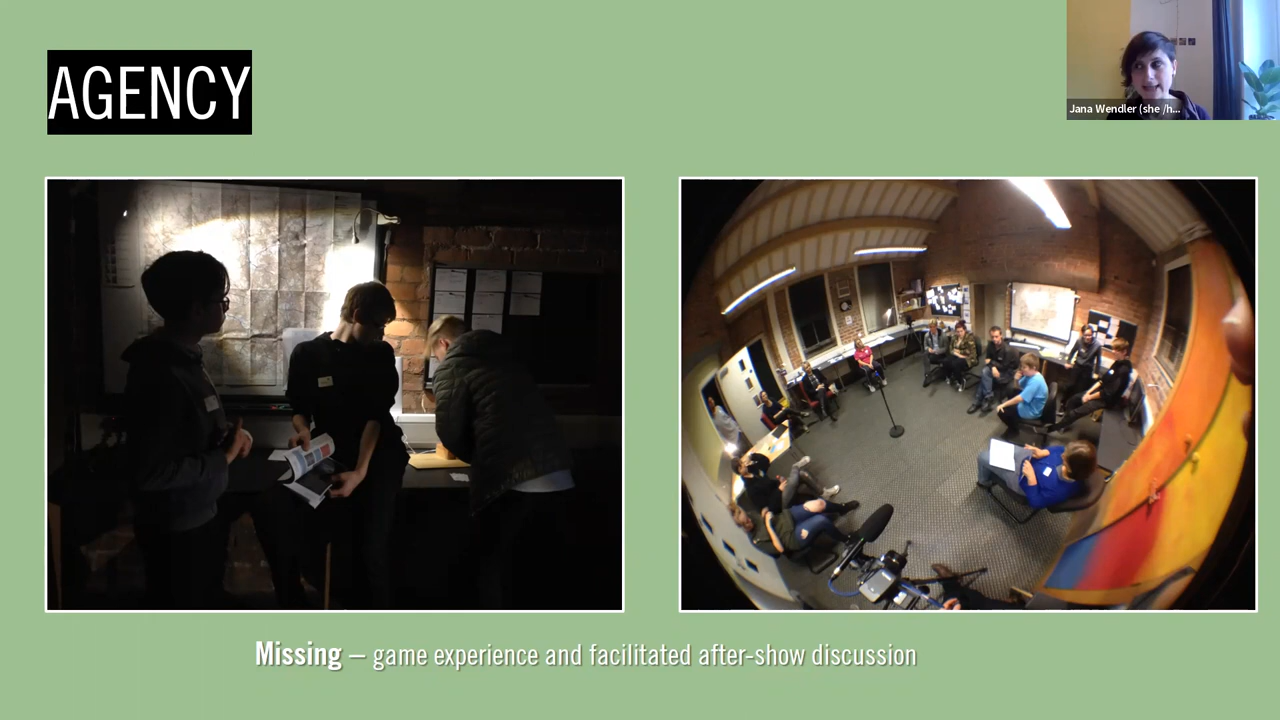 AGENCY
Jana Wendler (she /h...
Missing – game experience and facilitated after-show discussion